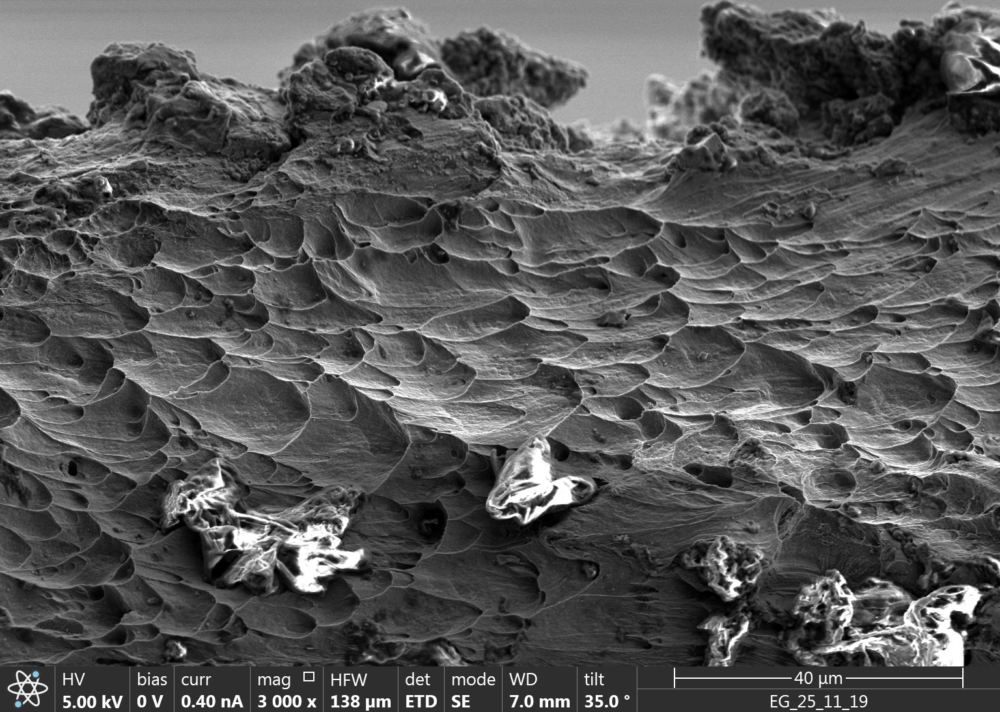 HV bias curr mag HFW det mode WD tilt
5.00 kV 0 V 0.40 nA 3 000 x 138 µm ETD SE 7.0 mm 35.0 °
40 µm
EG_25_11_19